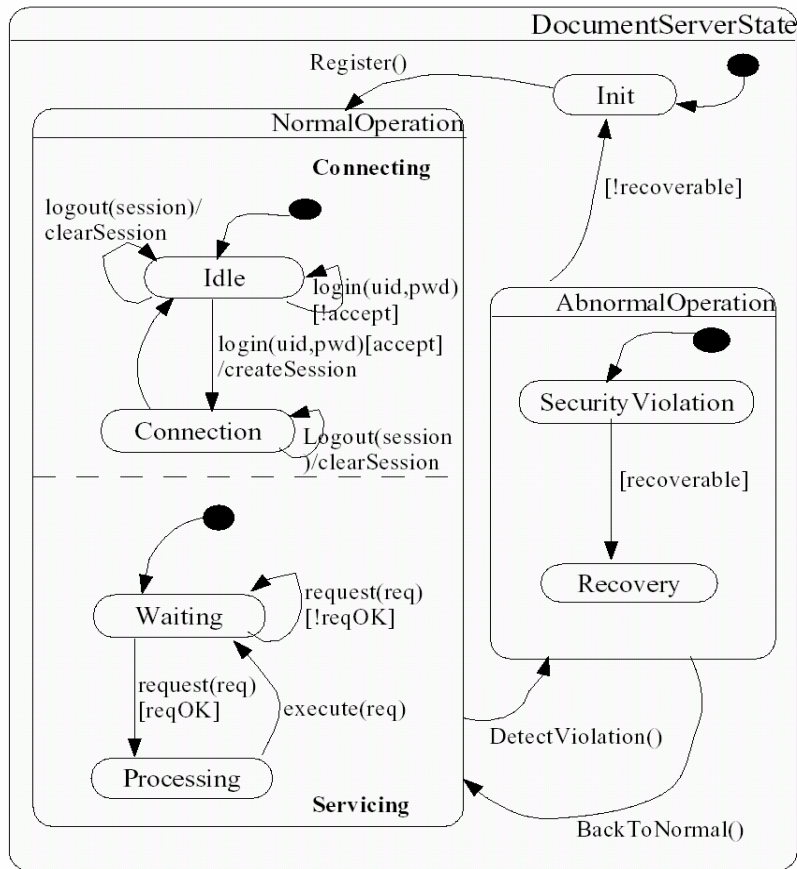 DocumentServerState
Register()
Init
NormalOperation
[!recoverable]
Connecting
logout(session)/
clearSession
Idle
login(uid,pwd)
[!accept]
login(uid,pwd)[accept]
/createSession
Connection
Logout(session
)/clearSession
AbnormalOperation
SecurityViolation
[recoverable]
Recovery
Waiting
request(req)
[!reqOK]
request(req)
[reqOK]
execute(req)
Processing
Servicing
DetectViolation()
BackToNormal()